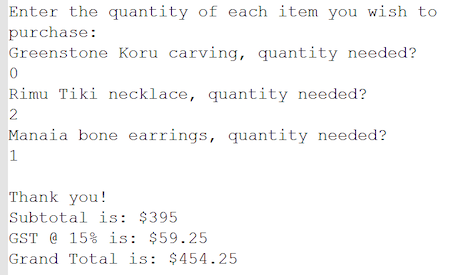 Enter the quantity of each item you wish to
purchase:
Greenstone Koru carving, quantity needed?
0
Rimu Tiki necklace, quantity needed?
2
Manaia bone earrings, quantity needed?
1
Thank you!
Subtotal is: $395
GST @ 15% is: $59.25
Grand Total is: $454.25